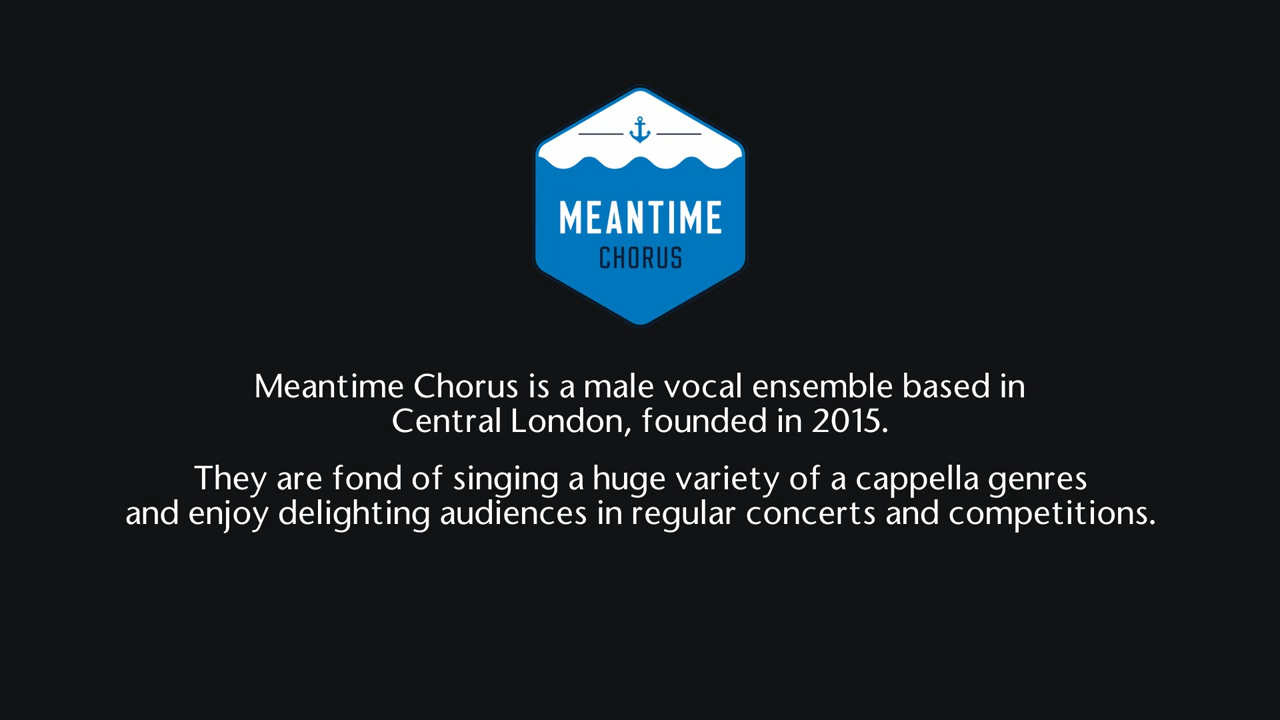 MEANTIME
CHORUS
Meantime Chorus is a male vocal ensemble based in
Central London, founded in 2015.
They are fond of singing a huge variety of a cappella genres
and enjoy delighting audiences in regular concerts and competitions.